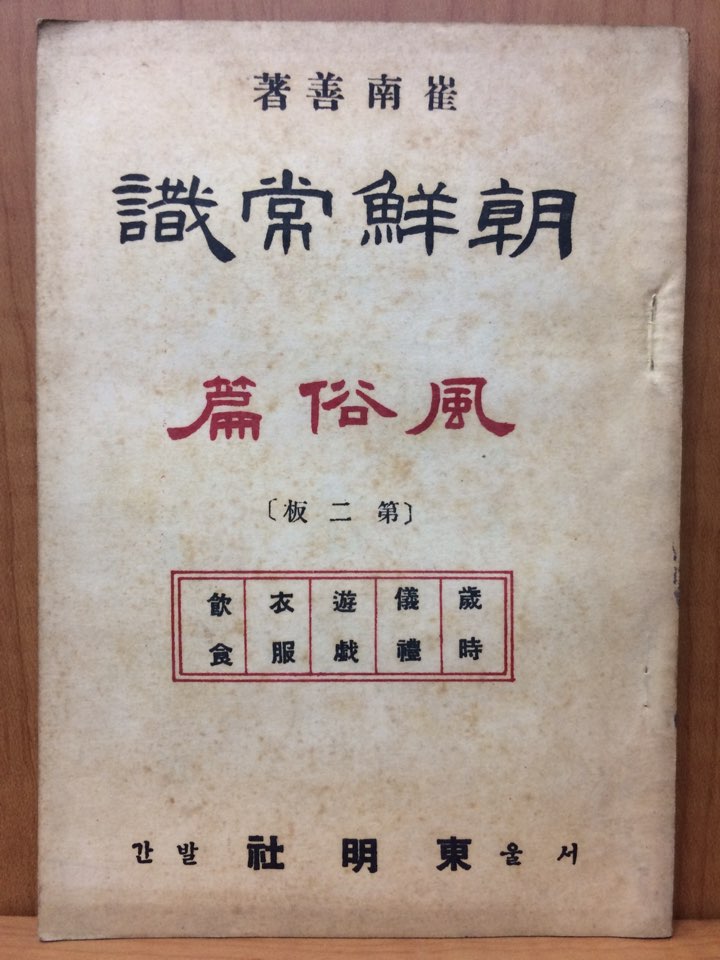 崔南善著
朝鮮常識
風俗篇
〔第二板〕
歲時
儀禮
遊戱
衣服
飮食
서울 東明社 발간